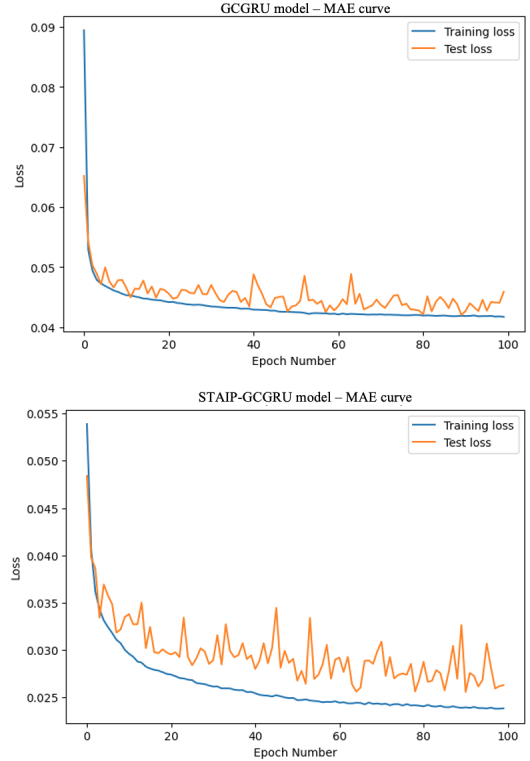 GCGRU model – MAE curve
Training loss
Test loss
0.09
0.08
0.07
0.06
0.05
0.04
Loss
0
20
40
60
80
100
Epoch Number
STAIP-GCGRU model – MAE curve
Training loss
Test loss
0.055
0.050
0.045
0.040
0.035
0.030
0.025
Loss
0
20
40
60
80
100
Epoch Number